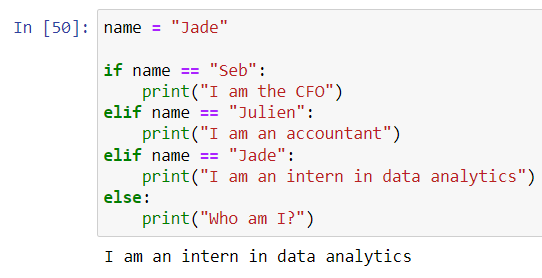 In [50]: name = "Jade"

if name == "Seb":
    print("I am the CFO")
elif name == "Julien":
    print("I am an accountant")
elif name == "Jade":
    print("I am an intern in data analytics")
else:
    print("Who am I?")
I am an intern in data analytics